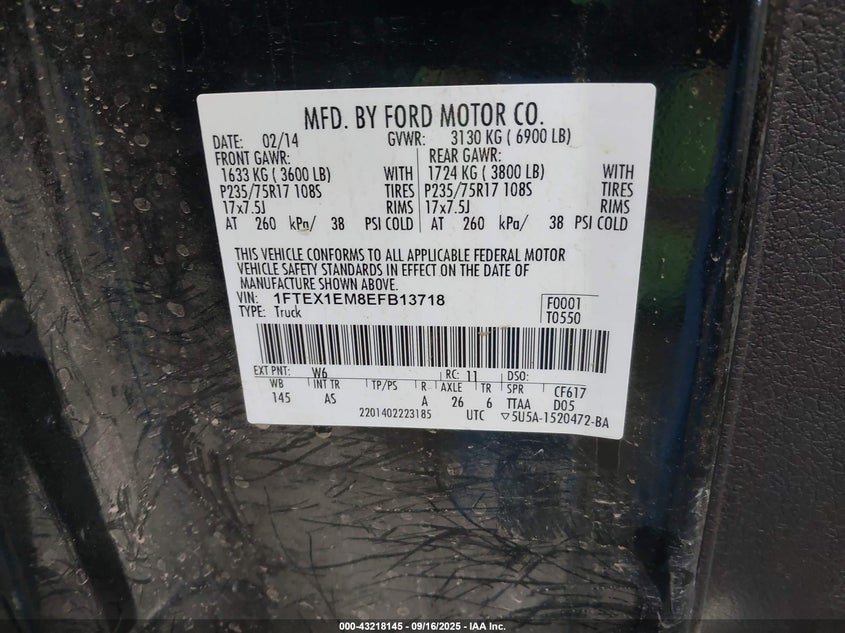 MFD. BY FORD MOTOR CO.
DATE: 02/14 GVWR: 3130 KG ( 6900 LB)
FRONT GAWR: REAR GAWR:
1633 KG ( 3600 LB) WITH 1724 KG ( 3800 LB) WITH
P235/75R17 108S TIRES P235/75R17 108S TIRES
17x7.5J RIMS 17x7.5J RIMS
AT 260 kPa/ 38 PSI COLD AT 260 kPa/ 38 PSI COLD
THIS VEHICLE CONFORMS TO ALL APPLICABLE FEDERAL MOTOR
VEHICLE SAFETY STANDARDS IN EFFECT ON THE DATE OF
MANUFACTURE SHOWN ABOVE.
VIN: 1FTEX1EM8EFB13718 F0001
TYPE: Truck T0550
EXT PNT: W6 RC: 11 DSO:
WB INT TR TP/PS R AXLE TR SPR CF617
145 AS A 26 6 TTAA D05
2201402223185 UTC ▽5U5A-1520472-BA
000-43218145 - 09/16/2025 - IAA Inc.